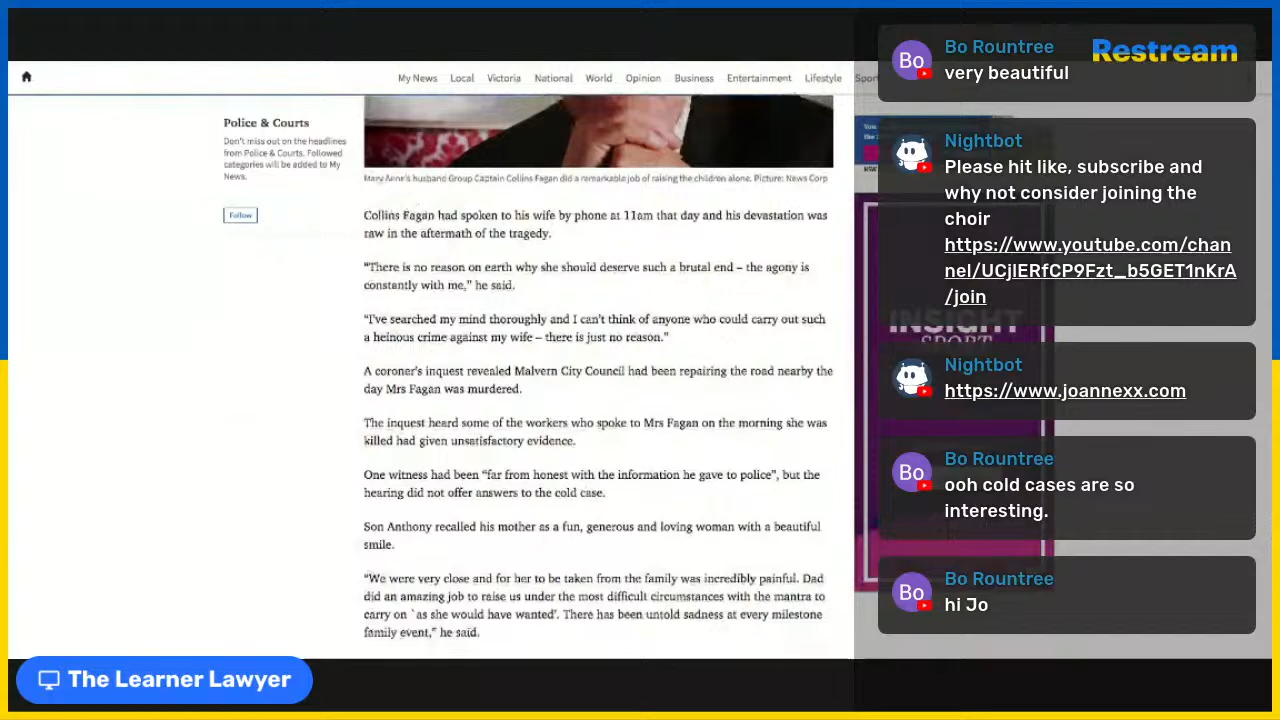 My News Local Victoria National World Opinion Business Entertainment Lifestyle
Police & Courts
Don't miss out on the headlines
from Police & Courts. Followed
categories will be added to My
News.
Follow
Mary Anne's husband Group Captain Collins Fagan did a remarkable job of raising the children alone. Picture: News Corp
Collins Fagan had spoken to his wife by phone at 11am that day and his devastation was
raw in the aftermath of the tragedy.
“There is no reason on earth why she should deserve such a brutal end – the agony is
constantly with me,” he said.
“I've searched my mind thoroughly and I can't think of anyone who could carry out such
a heinous crime against my wife – there is just no reason.”
A coroner's inquest revealed Malvern City Council had been repairing the road nearby the
day Mrs Fagan was murdered.
The inquest heard some of the workers who spoke to Mrs Fagan on the morning she was
killed had given unsatisfactory evidence.
One witness had been “far from honest with the information he gave to police”, but the
hearing did not offer answers to the cold case.
Son Anthony recalled his mother as a fun, generous and loving woman with a beautiful
smile.
“We were very close and for her to be taken from the family was incredibly painful. Dad
did an amazing job to raise us under the most difficult circumstances with the mantra to
carry on `as she would have wanted'. There has been untold sadness at every milestone
family event,” he said.
INSIGHT
SPORT
Restream
Bo
Bo Rountree
very beautiful
Nightbot
Please hit like, subscribe and
why not consider joining the
choir
https://www.youtube.com/chan
nel/UCjlERfCP9Fzt_b5GET1nKrA
/join
Nightbot
https://www.joannexx.com
Bo
Bo Rountree
ooh cold cases are so
interesting.
Bo
Bo Rountree
hi Jo
The Learner Lawyer